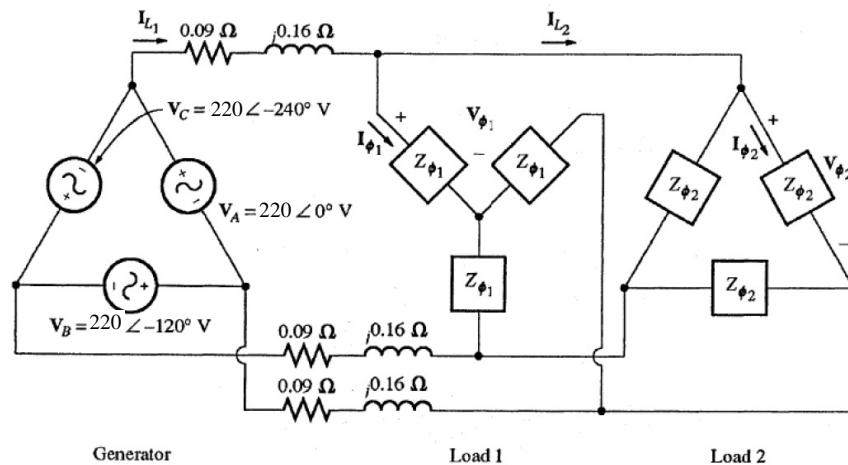 I_L₁
0.09 Ω
j0.16 Ω
I_L₂
V_C = 220 ∠−240° V
+
V_ϕ₁
+
I_ϕ₁
−
Z_ϕ₁
Z_ϕ₁
I_ϕ₂
V_ϕ₂
Z_ϕ₂
Z_ϕ₂
+
−
+
−
V_A = 220 ∠0° V
−
Z_ϕ₁
Z_ϕ₂
−
+
V_B = 220 ∠−120° V
0.09 Ω
j0.16 Ω
0.09 Ω
j0.16 Ω
Generator
Load 1
Load 2